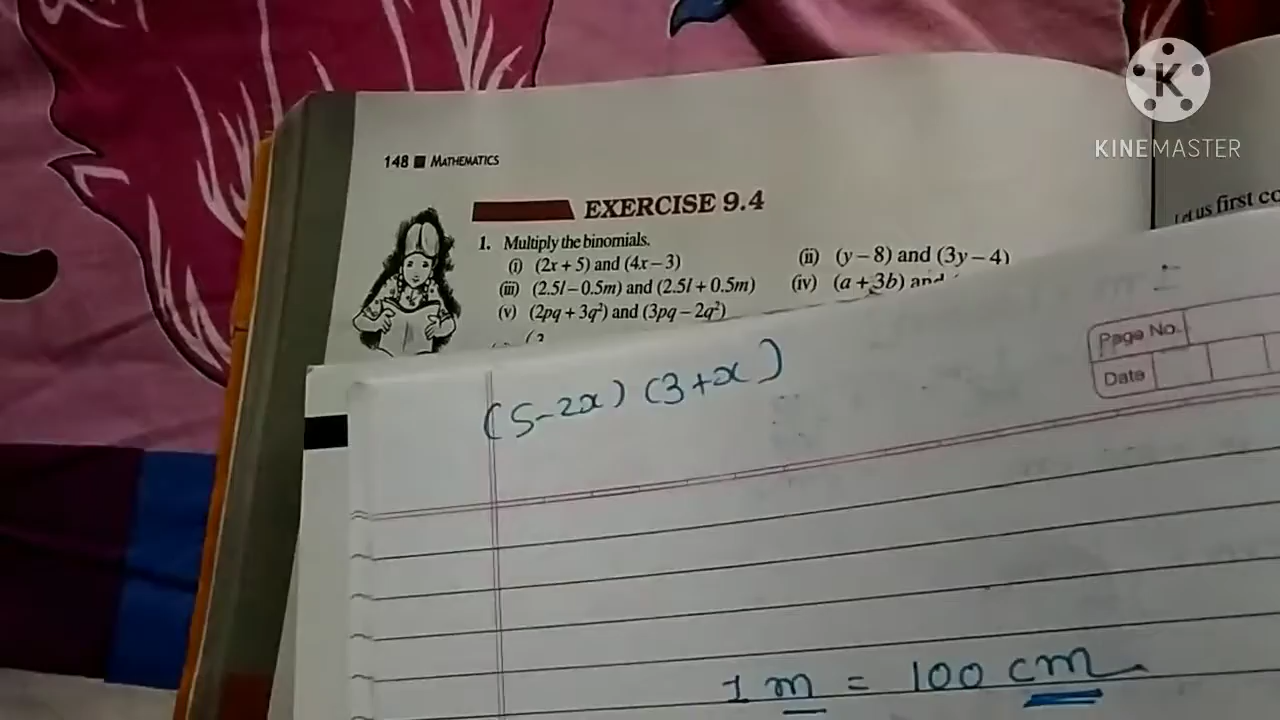 KINEMASTER
148 ■ MATHEMATICS
EXERCISE 9.4
us first
1. Multiply the binomials.
(i) (2x + 5) and (4x – 3)
(ii) (y – 8) and (3y – 4)
(iii) (2.5l – 0.5m) and (2.5l + 0.5m)
(iv) (a + 3b) and
(v) (2pq + 3q²) and (3pq – 2q²)
Page No.
Date
(5-2x) (3+x)
1 m = 100 cm